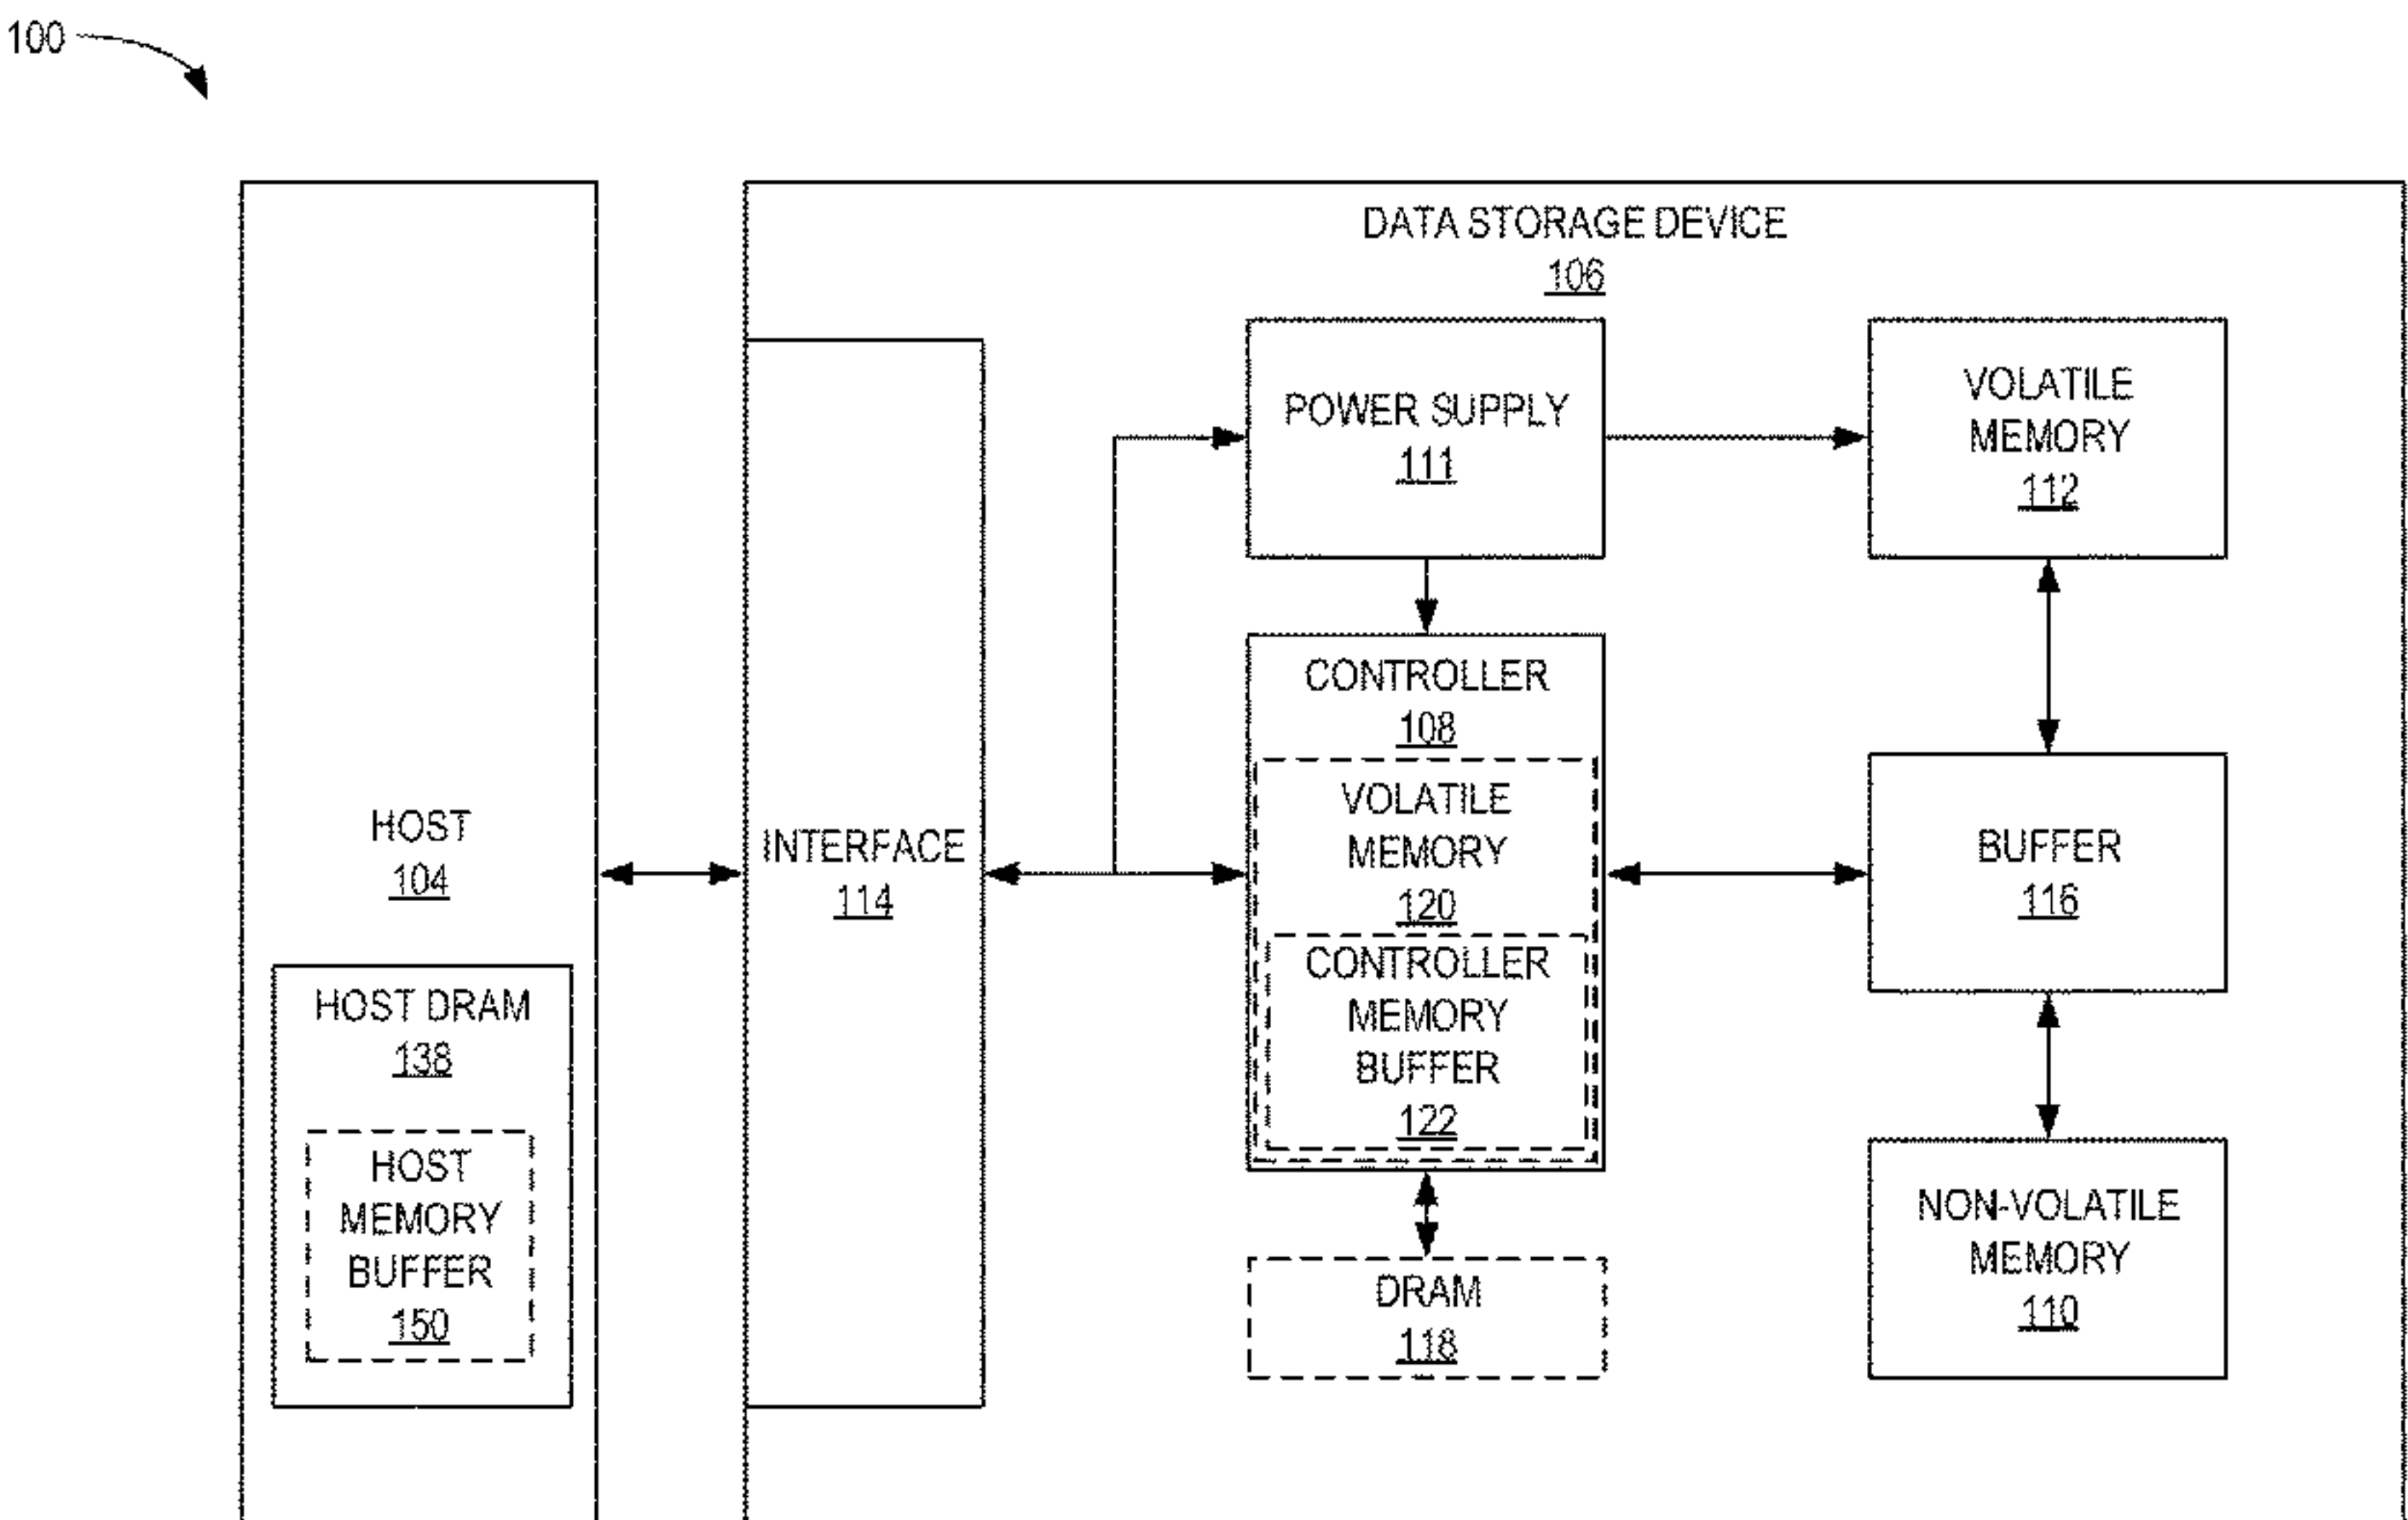 100
DATA STORAGE DEVICE
106
HOST
104
HOST DRAM
138
HOST
MEMORY
BUFFER
150
INTERFACE
114
POWER SUPPLY
111
CONTROLLER
108
VOLATILE
MEMORY
120
CONTROLLER
MEMORY
BUFFER
122
DRAM
118
VOLATILE
MEMORY
112
BUFFER
116
NON-VOLATILE
MEMORY
110